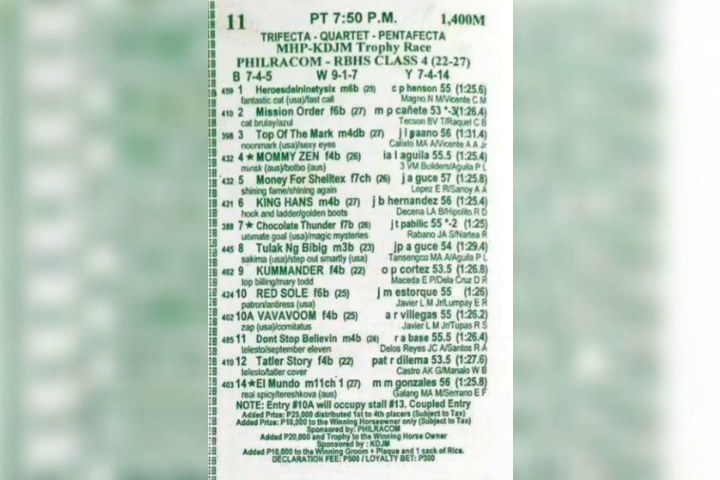 11 PT 7:50 P.M. 1,400M
TRIFECTA - QUARTET - PENTAFECTA
MHP-KDJM Trophy Race
PHILRACOM - RBHS CLASS 4 (22-27)
B 7-4-5 W 9-1-7 Y 7-4-14
459 1 Heroesdelninetysix m6b (25) c p henson 55 (1:25.6)
fantastic cat (usa)/fast call Magno N M/Vicente C M
410 2 Mission Order f6b (27) m p cañete 53 *-3(1:26.4)
cat brulay/azul Tecson BV T/Raquel C B
398 3 Top Of The Mark m4db (27) j l paano 56 (1:31.4)
noonmark (usa)/sexy eyes Calixto MA A/Vicente A A Jr
432 4★MOMMY ZEN f4b (26) ia l aguila 55.5 (1:25.4)
minsk (aus)/botbo (aus) 3 VM Builders/Aguila P L
432 5 Money For Shelltex f7ch (26) j a guce 57 (1:25.8)
shining fame/shining again Lopez E R/Sanoy A A
421 6 KING HANS m4b (27) j b hernandez 56 (1:25.4)
hook and ladder/golden boots Decena LA B/Hipolito R D
388 7★Chocolate Thunder f7b (26) j t pabilic 55 *-2 (1:25)
ultimate goal (usa)/magic mysteries Rabano JA S/Nartea R
445 8 Tulak Ng Bibig m3b (23) jp a guce 54 (1:29.4)
sakima (usa)/step out smartly (usa) Tansengco MA A/Aguila P L
402 9 KUMMANDER f4b (22) o p cortez 53.5 (1:26.8)
top billing/mary todd Maceda E P/Dela Cruz D R
424 10 RED SOLE f6b (25) j m estorque 55 (1:26)
patron/antiress (usa) Javier L M Jr/Lumpay E R
402 10A VAVAVOOM f4b (25) a r villegas 55 (1:26.2)
zap (usa)/comitatus Javier L M Jr/Tupas R S
485 11 Dont Stop Believin m4b (26) r a base 55.5 (1:26.4)
telesto/september eleven Delos Reyes JC A/Santos R A
419 12 Tatler Story f4b (22) pat r dilema 53.5 (1:27.6)
telesto/tatler cover Castro AK G/Manalo W B
463 14★El Mundo m11ch 1 (27) m m gonzales 56 (1:25.8)
real spicy/tereshkova (aus) Galang MA M/Serrano E F
NOTE: Entry #10A will occupy stall #13. Coupled Entry
Added Prize: P25,000 distributed 1st to 4th placers (Subject to Tax)
Added Prize: P10,000 to the Winning Horseowner only (Subject to Tax)
Sponsored by: PHILRACOM
Added P20,000 and Trophy to the Winning Horse Owner
Sponsored by : KDJM
Added P10,000 to the Winning Groom + Plaque and 1 sack of Rice.
DECLARATION FEE: P500 / LOYALTY BET: P300